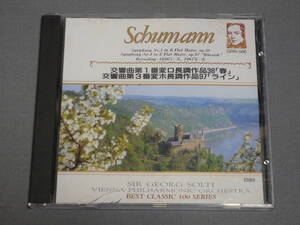 Schumann
Symphony No.1 in B Flat Major, op.38
Symphony No.3 in E Flat Major, op.97 "Rhenish"
交響曲第1番変ロ長調作品38「春」
交響曲第3番変ホ長調作品97「ライン」
SIR GEORG SOLTI
VIENNA PHILHARMONIC ORCHESTRA
BEST CLASSIC 100 SERIES